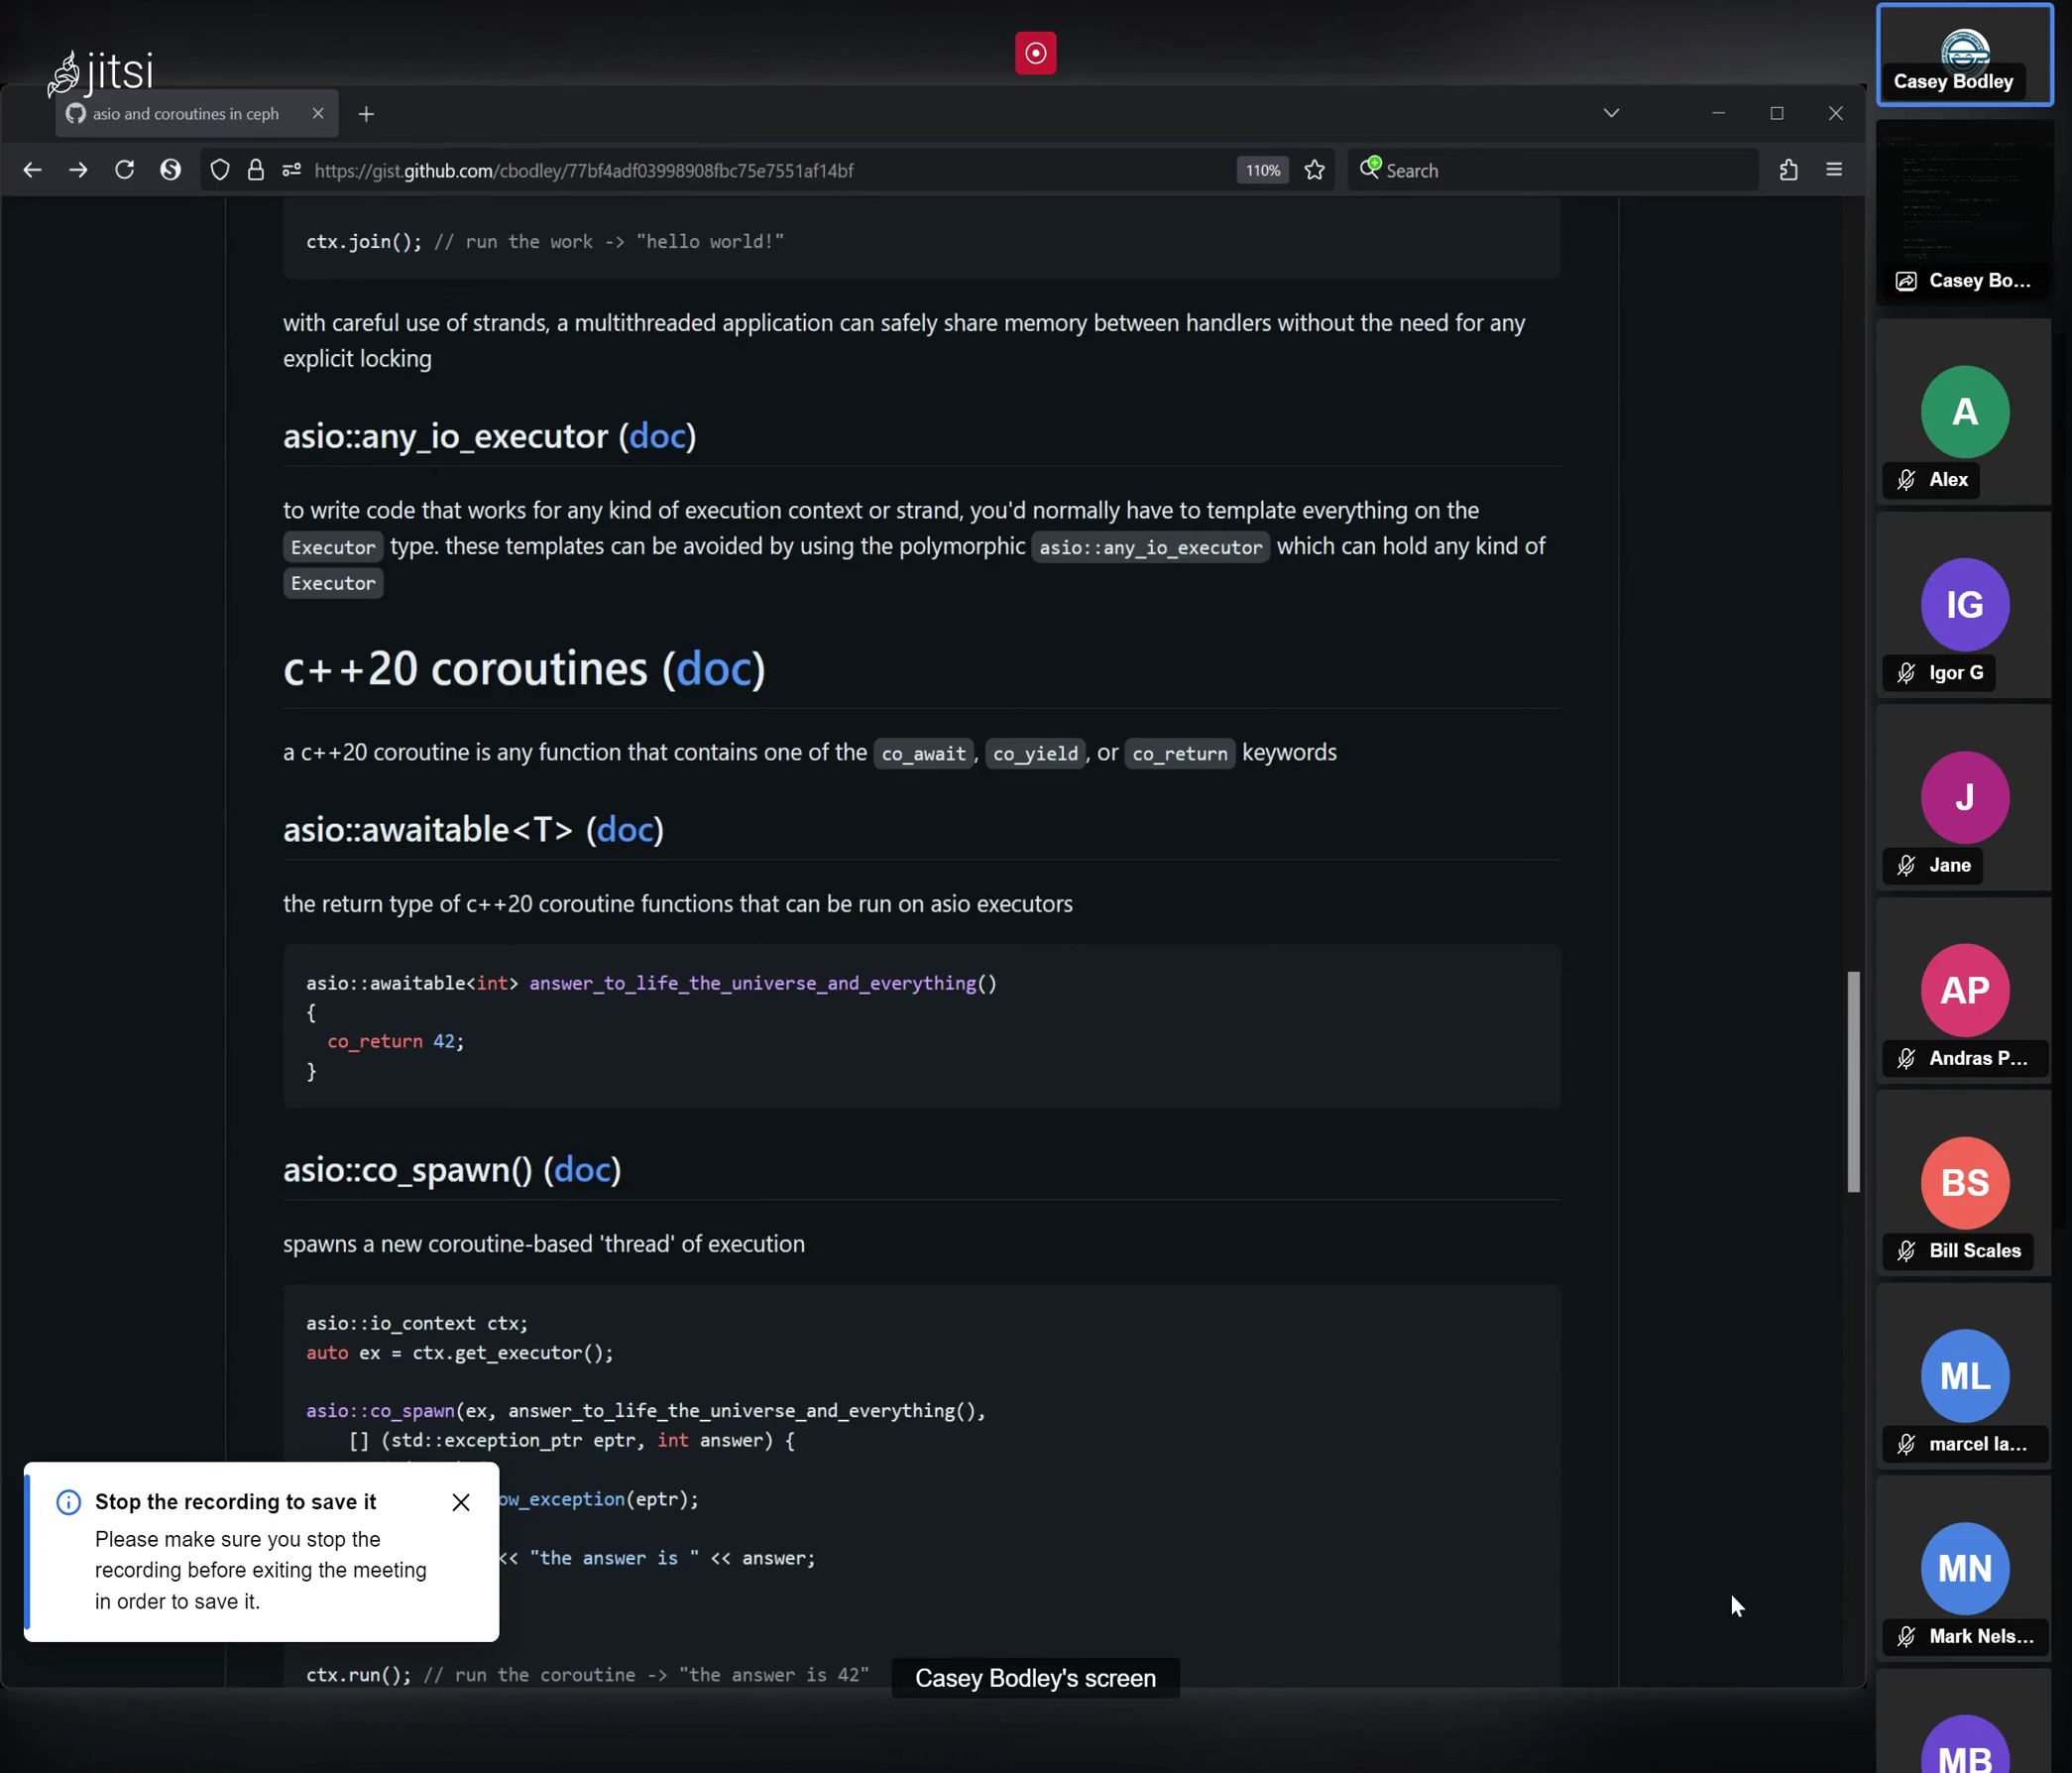 jitsi
asio and coroutines in ceph
https://gist.github.com/cbodley/77bf4adf03998908fbc75e7551af14bf
110%
Search
ctx.join(); // run the work -> "hello world!"
with careful use of strands, a multithreaded application can safely share memory between handlers without the need for any
explicit locking
asio::any_io_executor (doc)
to write code that works for any kind of execution context or strand, you'd normally have to template everything on the
Executor type. these templates can be avoided by using the polymorphic asio::any_io_executor which can hold any kind of
Executor
c++20 coroutines (doc)
a c++20 coroutine is any function that contains one of the co_await, co_yield, or co_return keywords
asio::awaitable<T> (doc)
the return type of c++20 coroutine functions that can be run on asio executors
asio::awaitable<int> answer_to_life_the_universe_and_everything()
{
co_return 42;
}
asio::co_spawn() (doc)
spawns a new coroutine-based 'thread' of execution
asio::io_context ctx;
auto ex = ctx.get_executor();
asio::co_spawn(ex, answer_to_life_the_universe_and_everything(),
[] (std::exception_ptr eptr, int answer) {
ow_exception(eptr);
<< "the answer is " << answer;
ctx.run(); // run the coroutine -> "the answer is 42"
Stop the recording to save it
Please make sure you stop the
recording before exiting the meeting
in order to save it.
Casey Bodley's screen
Casey Bodley
Casey Bo...
A
Alex
IG
Igor G
J
Jane
AP
Andras P...
BS
Bill Scales
ML
marcel la...
MN
Mark Nels...
MB